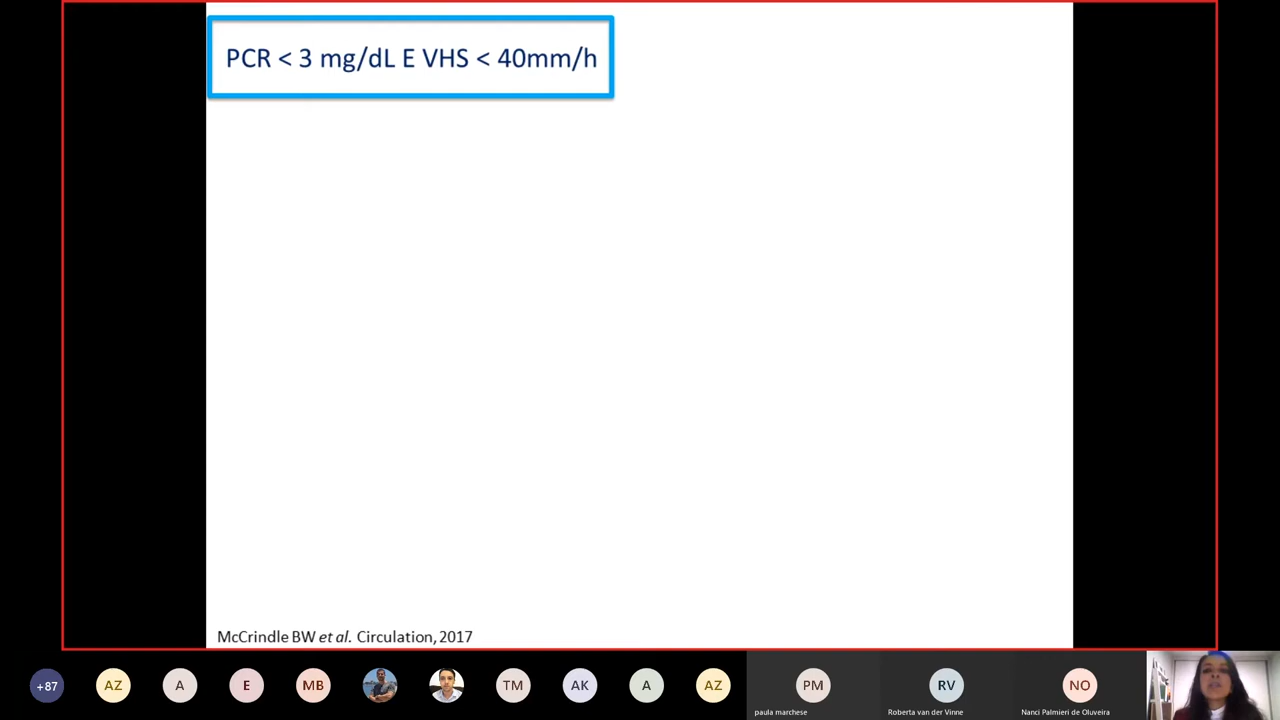 PCR < 3 mg/dL E VHS < 40mm/h
McCrindle BW et al. Circulation, 2017
+87
AZ
A
E
MB
TM
AK
A
AZ
PM
RV
NO
paula marchese
Roberta van der Vinne
Nanci Palmieri de Oluveira